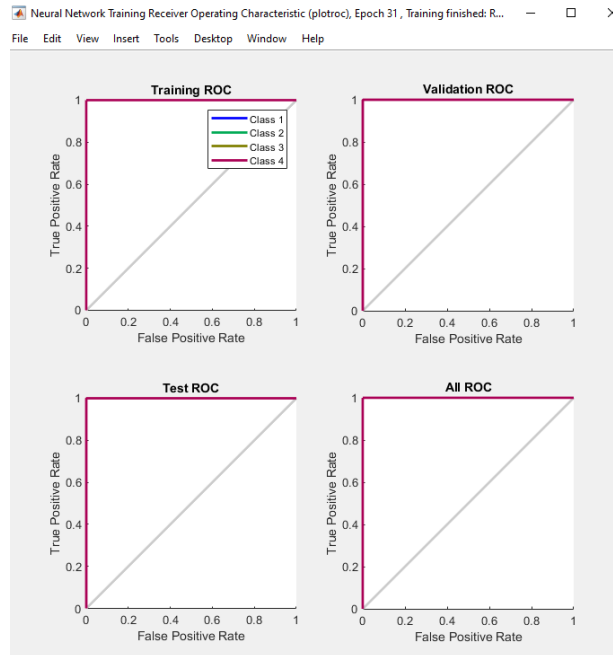 Neural Network Training Receiver Operating Characteristic (plotroc), Epoch 31 , Training finished: R...
File Edit View Insert Tools Desktop Window Help
Training ROC
True Positive Rate
1
0.8
0.6
0.4
0.2
0
Class 1
Class 2
Class 3
Class 4
0 0.2 0.4 0.6 0.8 1
False Positive Rate
Validation ROC
True Positive Rate
1
0.8
0.6
0.4
0.2
0
0 0.2 0.4 0.6 0.8 1
False Positive Rate
Test ROC
True Positive Rate
1
0.8
0.6
0.4
0.2
0
0 0.2 0.4 0.6 0.8 1
False Positive Rate
All ROC
True Positive Rate
1
0.8
0.6
0.4
0.2
0
0 0.2 0.4 0.6 0.8 1
False Positive Rate